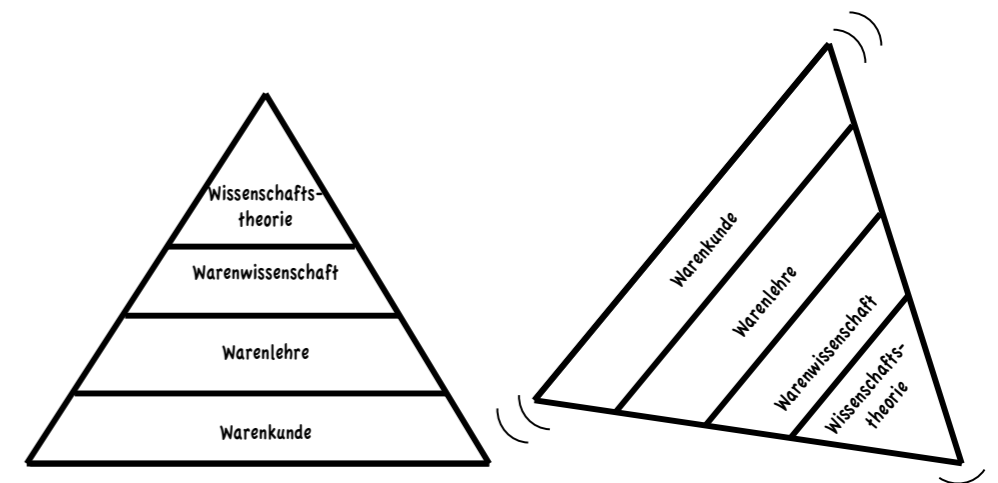 Wissenschafts-
theorie
Warenwissenschaft
Warenlehre
Warenkunde
Warenkunde
Warenlehre
Warenwissenschaft
Wissenschafts-
theorie